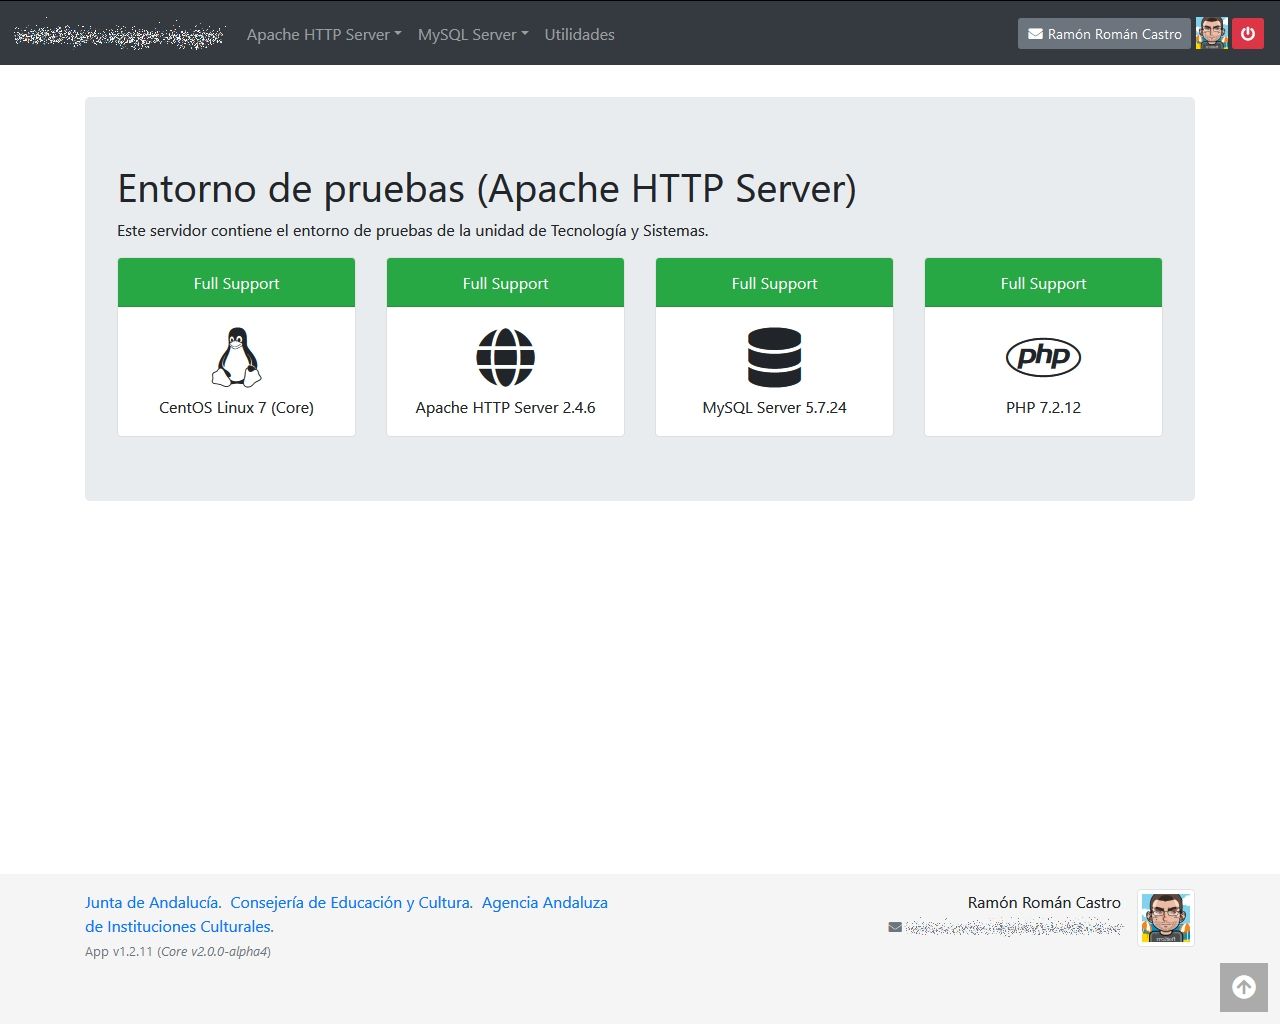 Apache HTTP Server MySQL Server Utilidades Ramón Román Castro
Entorno de pruebas (Apache HTTP Server)
Este servidor contiene el entorno de pruebas de la unidad de Tecnología y Sistemas.
Full Support Full Support Full Support Full Support
php
CentOS Linux 7 (Core) Apache HTTP Server 2.4.6 MySQL Server 5.7.24 PHP 7.2.12
Junta de Andalucía. Consejería de Educación y Cultura. Agencia Andaluza
de Instituciones Culturales.
App v1.2.11 (Core v2.0.0-alpha4)
Ramón Román Castro